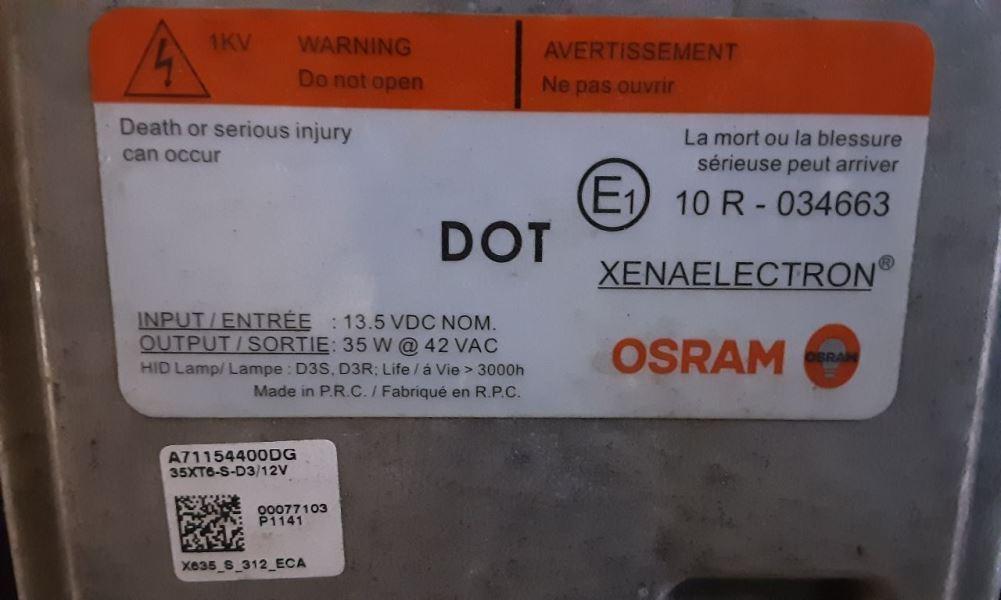 1KV WARNING AVERTISSEMENT
Do not open Ne pas ouvrir
Death or serious injury
can occur
La mort ou la blessure
sérieuse peut arriver
E1 10 R - 034663
DOT
XENAELECTRON®
INPUT / ENTRÉE : 13.5 VDC NOM.
OUTPUT / SORTIE : 35 W @ 42 VAC
HID Lamp/ Lampe : D3S, D3R; Life / á Vie > 3000h
Made in P.R.C. / Fabriqué en R.P.C.
OSRAM OSRAM
A71154400DG
35XT6-S-D3/12V
00077103
P1141
X635_S_312_ECA